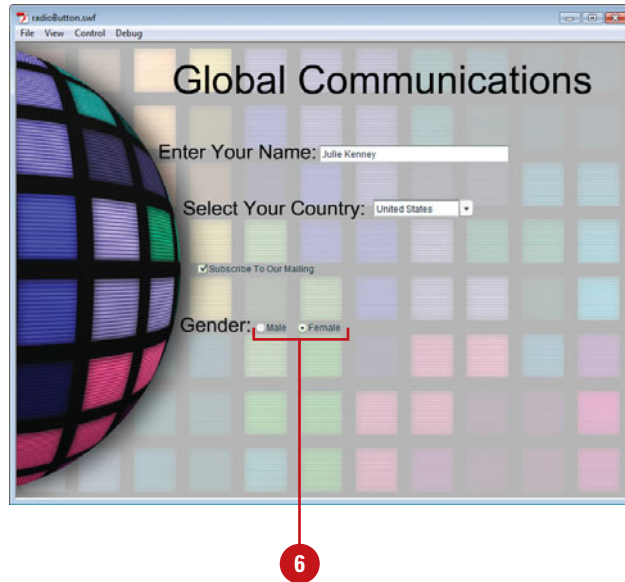 radioButton.swf
File View Control Debug
Global Communications
Enter Your Name: Julie Kenney
Select Your Country: United States
Subscribe To Our Mailing
Gender: Male Female
6